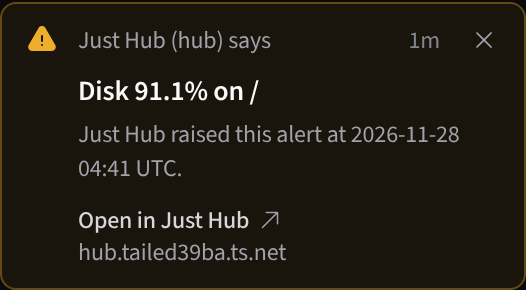 Just Hub (hub) says 1m
Disk 91.1% on /
Just Hub raised this alert at 2026-11-28
04:41 UTC.
Open in Just Hub
hub.tailed39ba.ts.net